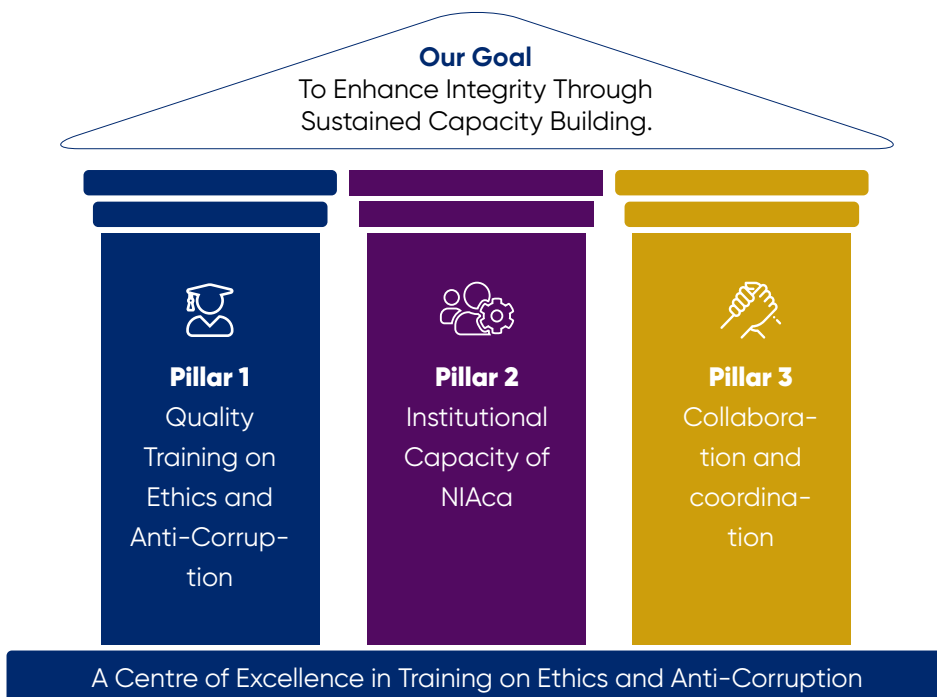 Our Goal
To Enhance Integrity Through
Sustained Capacity Building.
Pillar 1
Quality
Training on
Ethics and
Anti-Corrup-
tion
Pillar 2
Institutional
Capacity of
NIAca
Pillar 3
Collabora-
tion and
coordina-
tion
A Centre of Excellence in Training on Ethics and Anti-Corruption